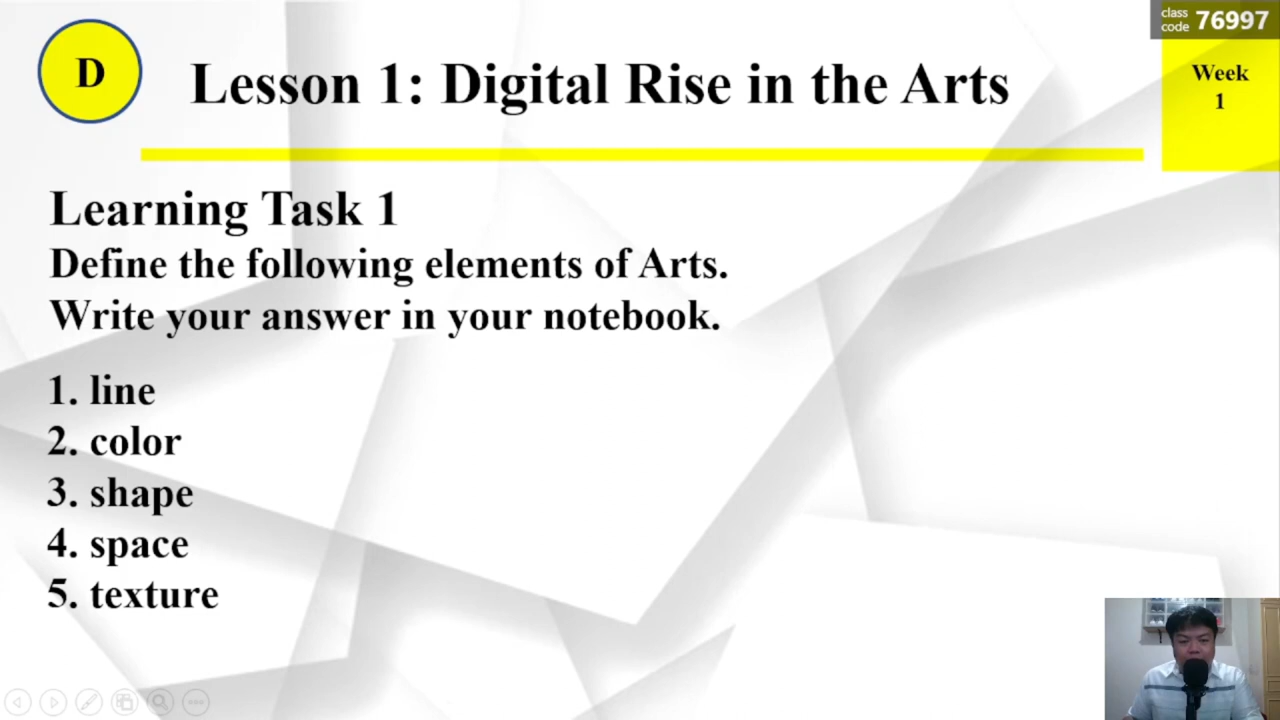 class
code 76997
D
Lesson 1: Digital Rise in the Arts
Week
1
Learning Task 1
Define the following elements of Arts.
Write your answer in your notebook.
1. line
2. color
3. shape
4. space
5. texture